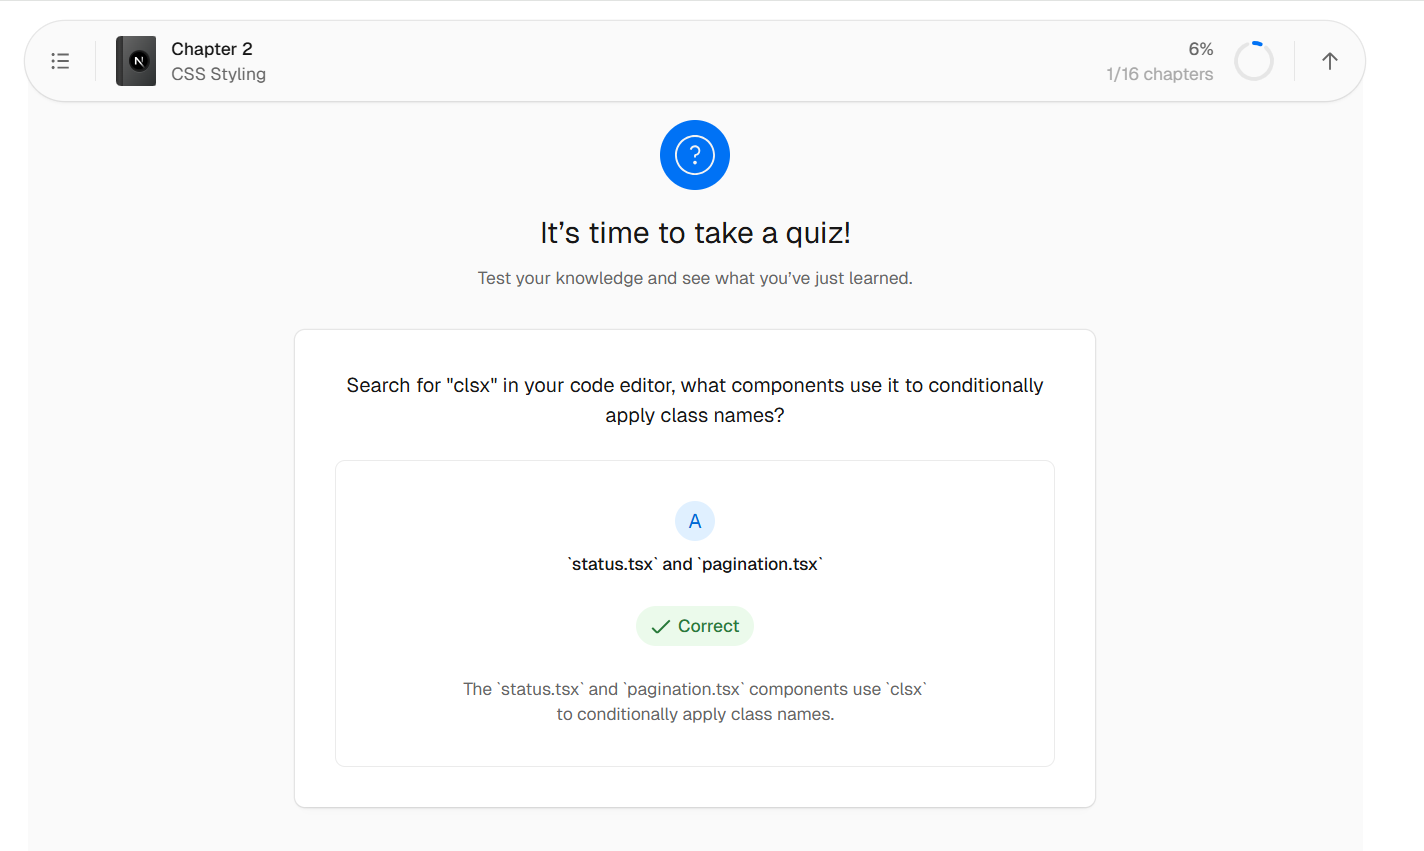 Chapter 2
CSS Styling
N
6%
1/16 chapters
?
It’s time to take a quiz!
Test your knowledge and see what you’ve just learned.
Search for "clsx" in your code editor, what components use it to conditionally
apply class names?
A
`status.tsx` and `pagination.tsx`
Correct
The `status.tsx` and `pagination.tsx` components use `clsx`
to conditionally apply class names.